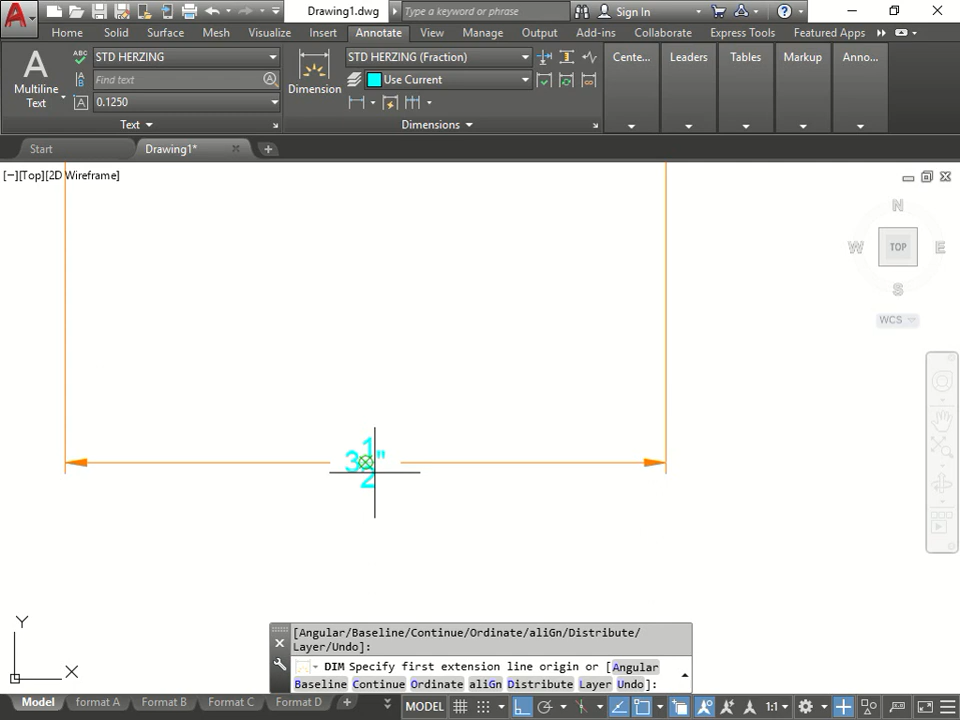 Drawing1.dwg
Type a keyword or phrase
Sign In
Home Solid Surface Mesh Visualize Insert Annotate View Manage Output Add-ins Collaborate Express Tools Featured Apps
A
Multiline
Text
ABC
STD HERZING
Find text
0.1250
Text
Dimension
STD HERZING (Fraction)
Use Current
Dimensions
Cente...
Leaders
Tables
Markup
Anno...
Start
Drawing1*
[−][Top][2D Wireframe]
N
W
TOP
E
S
WCS
3 1/2"
Y
X
[Angular/Baseline/Continue/Ordinate/aliGn/Distribute/
Layer/Undo]:
DIM Specify first extension line origin or [Angular
Baseline Continue Ordinate aliGn Distribute Layer Undo]:
Model format A Format B Format C Format D
MODEL
1:1